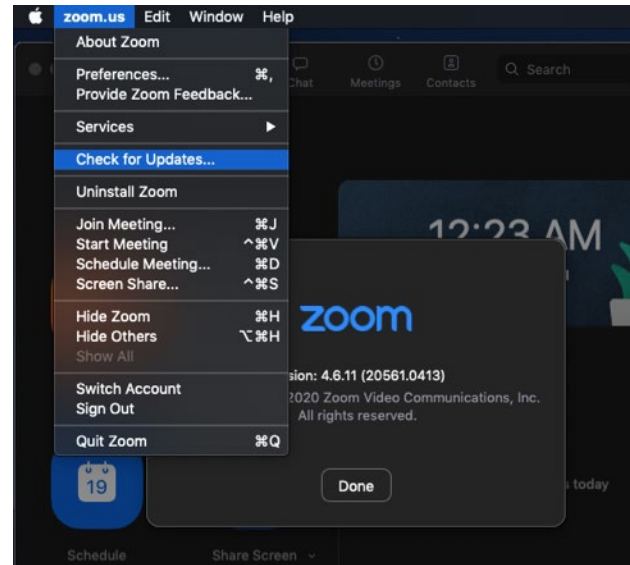 zoom.us Edit Window Help
About Zoom
Preferences... ⌘,
Provide Zoom Feedback...
Services ▶
Check for Updates...
Uninstall Zoom
Join Meeting... ⌘J
Start Meeting ^⌘V
Schedule Meeting... ⌘D
Screen Share... ^⌘S
Hide Zoom ⌘H
Hide Others ⌥⌘H
Show All
Switch Account
Sign Out
Quit Zoom ⌘Q
Chat Meetings Contacts Search
12:23 AM
zoom
sion: 4.6.11 (20561.0413)
2020 Zoom Video Communications, Inc.
All rights reserved.
Done
19
s today
Schedule Share Screen